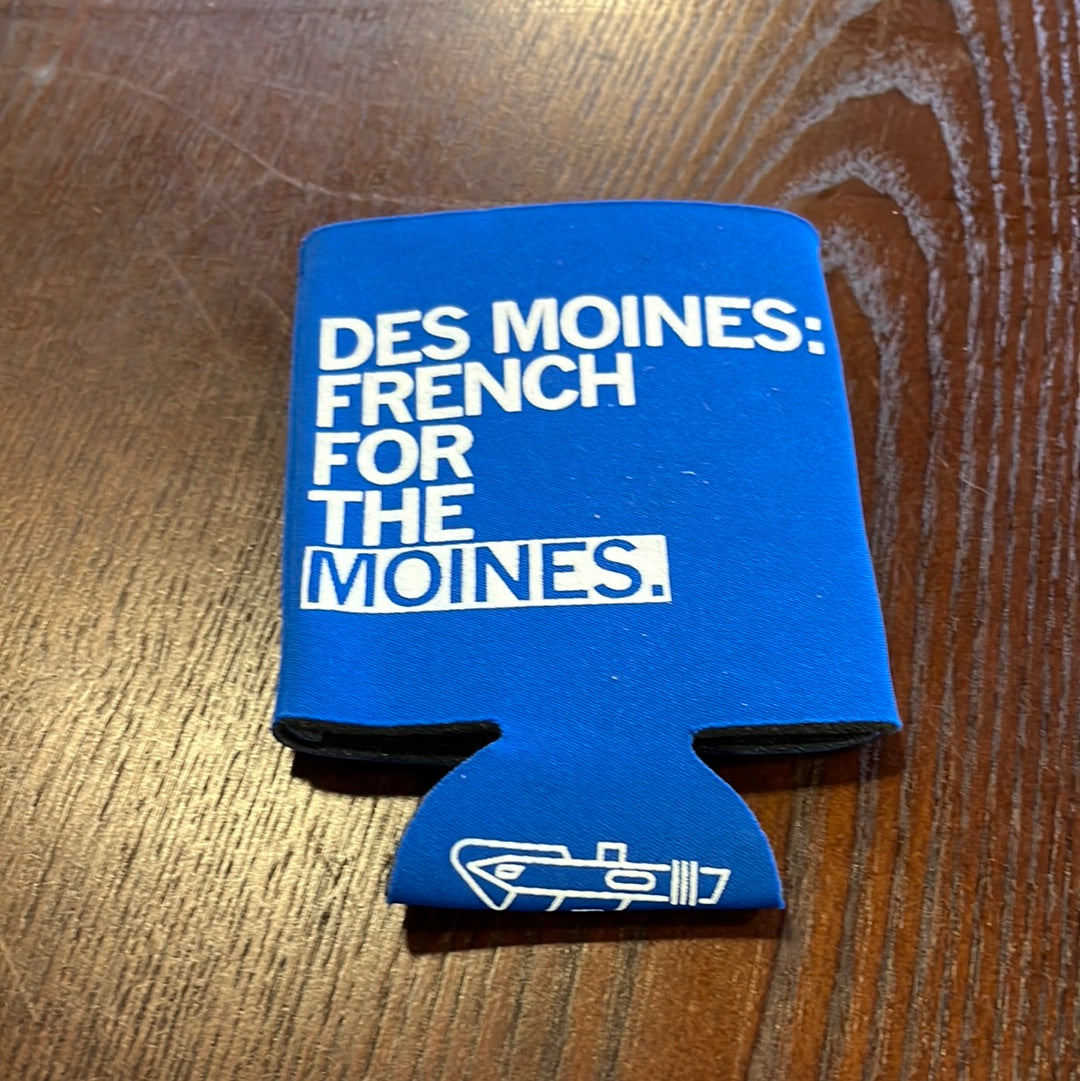 DES MOINES:
FRENCH
FOR
THE
MOINES.